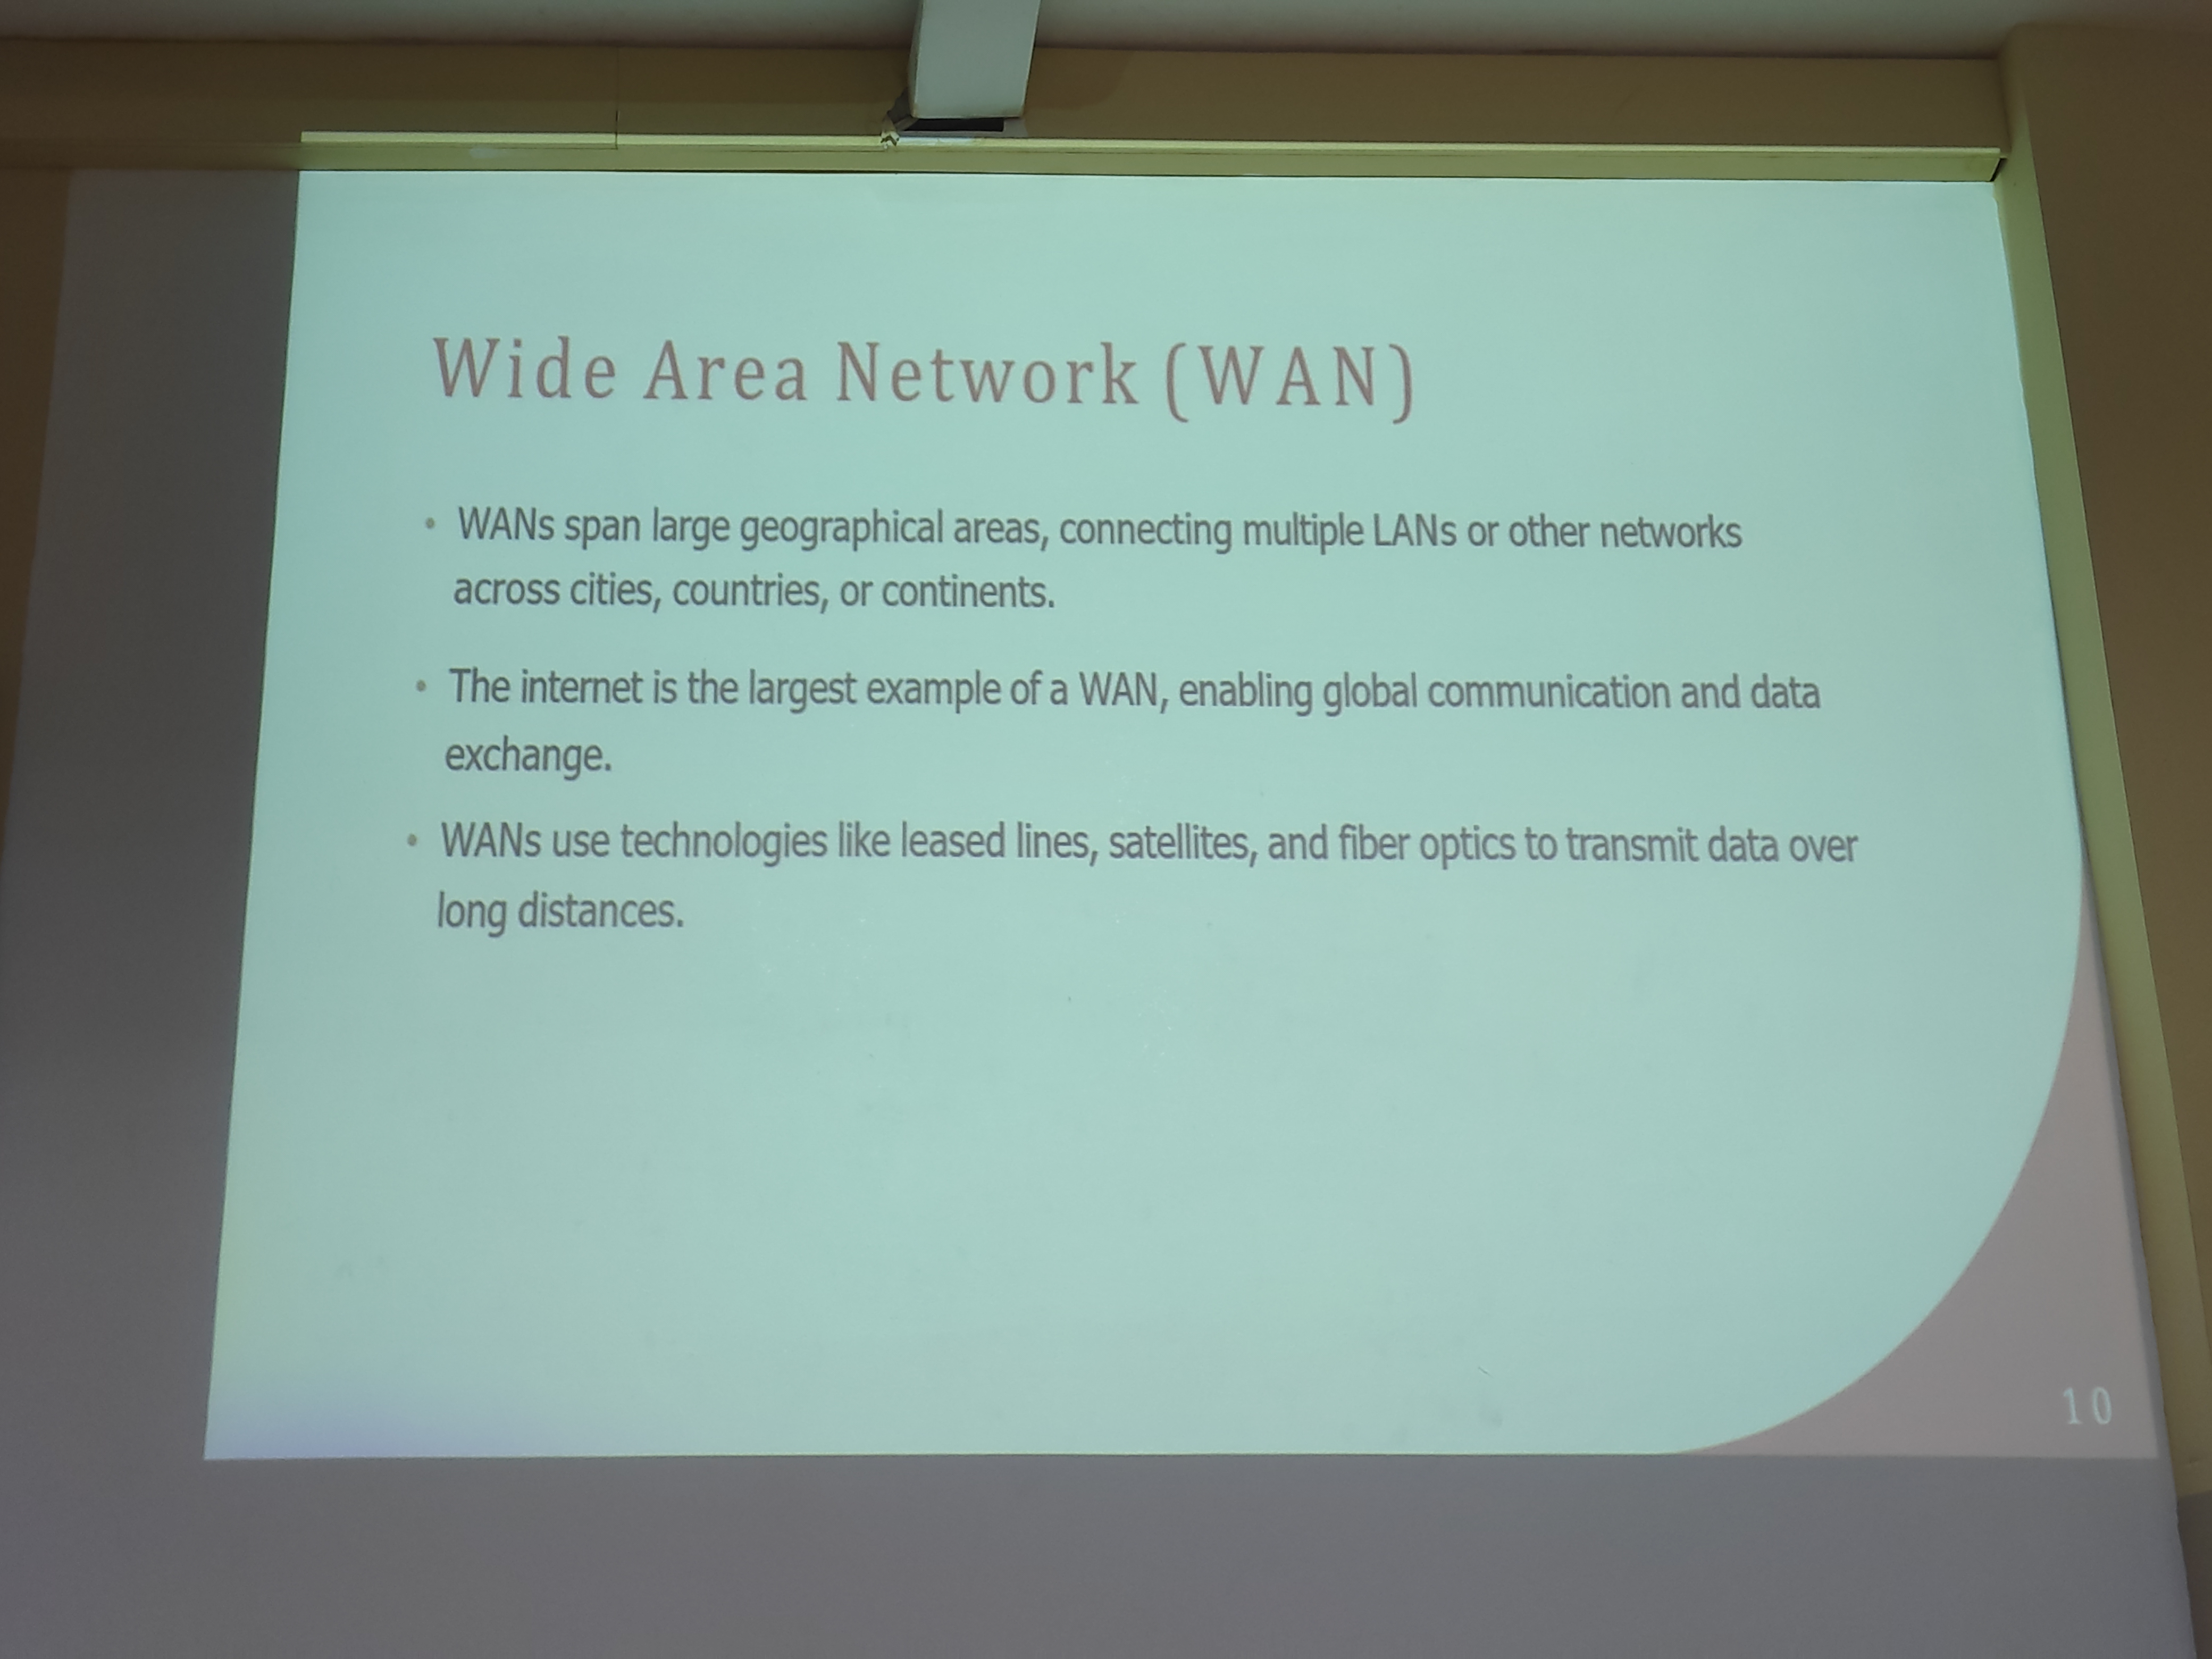 Wide Area Network (WAN)
• WANs span large geographical areas, connecting multiple LANs or other networks
across cities, countries, or continents.
• The internet is the largest example of a WAN, enabling global communication and data
exchange.
• WANs use technologies like leased lines, satellites, and fiber optics to transmit data over
long distances.
10